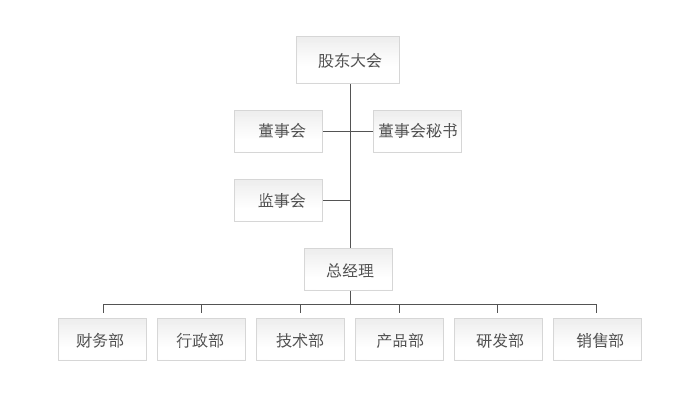 股东大会
董事会
董事会秘书
监事会
总经理
财务部
行政部
技术部
产品部
研发部
销售部